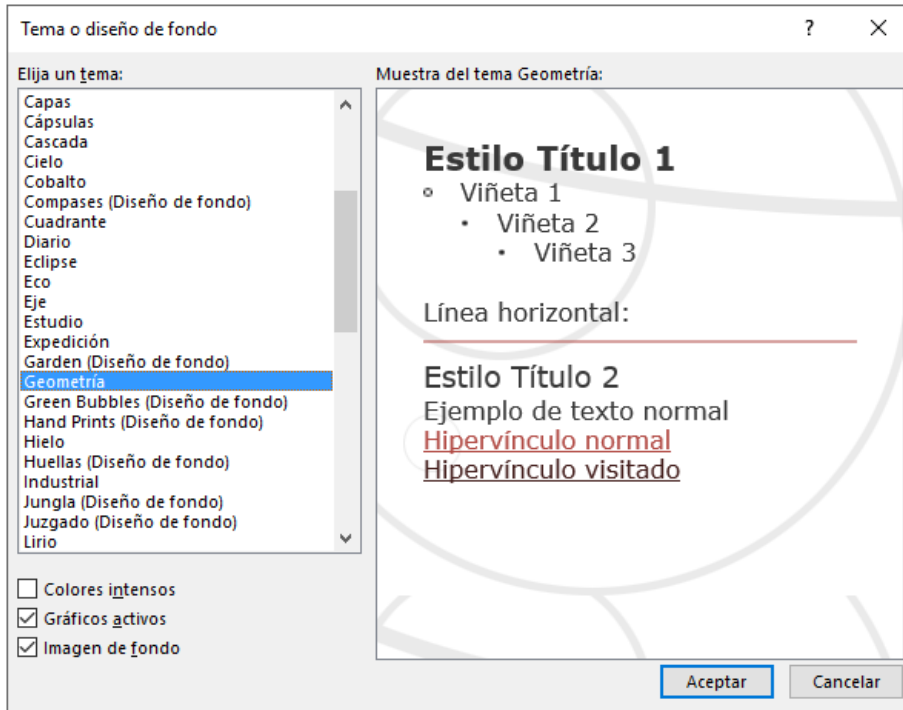 Tema o diseño de fondo
?
Elija un tema:
Capas
Cápsulas
Cascada
Cielo
Cobalto
Compases (Diseño de fondo)
Cuadrante
Diario
Eclipse
Eco
Eje
Estudio
Expedición
Garden (Diseño de fondo)
Geometría
Green Bubbles (Diseño de fondo)
Hand Prints (Diseño de fondo)
Hielo
Huellas (Diseño de fondo)
Industrial
Jungla (Diseño de fondo)
Juzgado (Diseño de fondo)
Lirio
Colores intensos
Gráficos activos
Imagen de fondo
Muestra del tema Geometría:
Estilo Título 1
Viñeta 1
Viñeta 2
Viñeta 3
Línea horizontal:
Estilo Título 2
Ejemplo de texto normal
Hipervínculo normal
Hipervínculo visitado
Aceptar
Cancelar